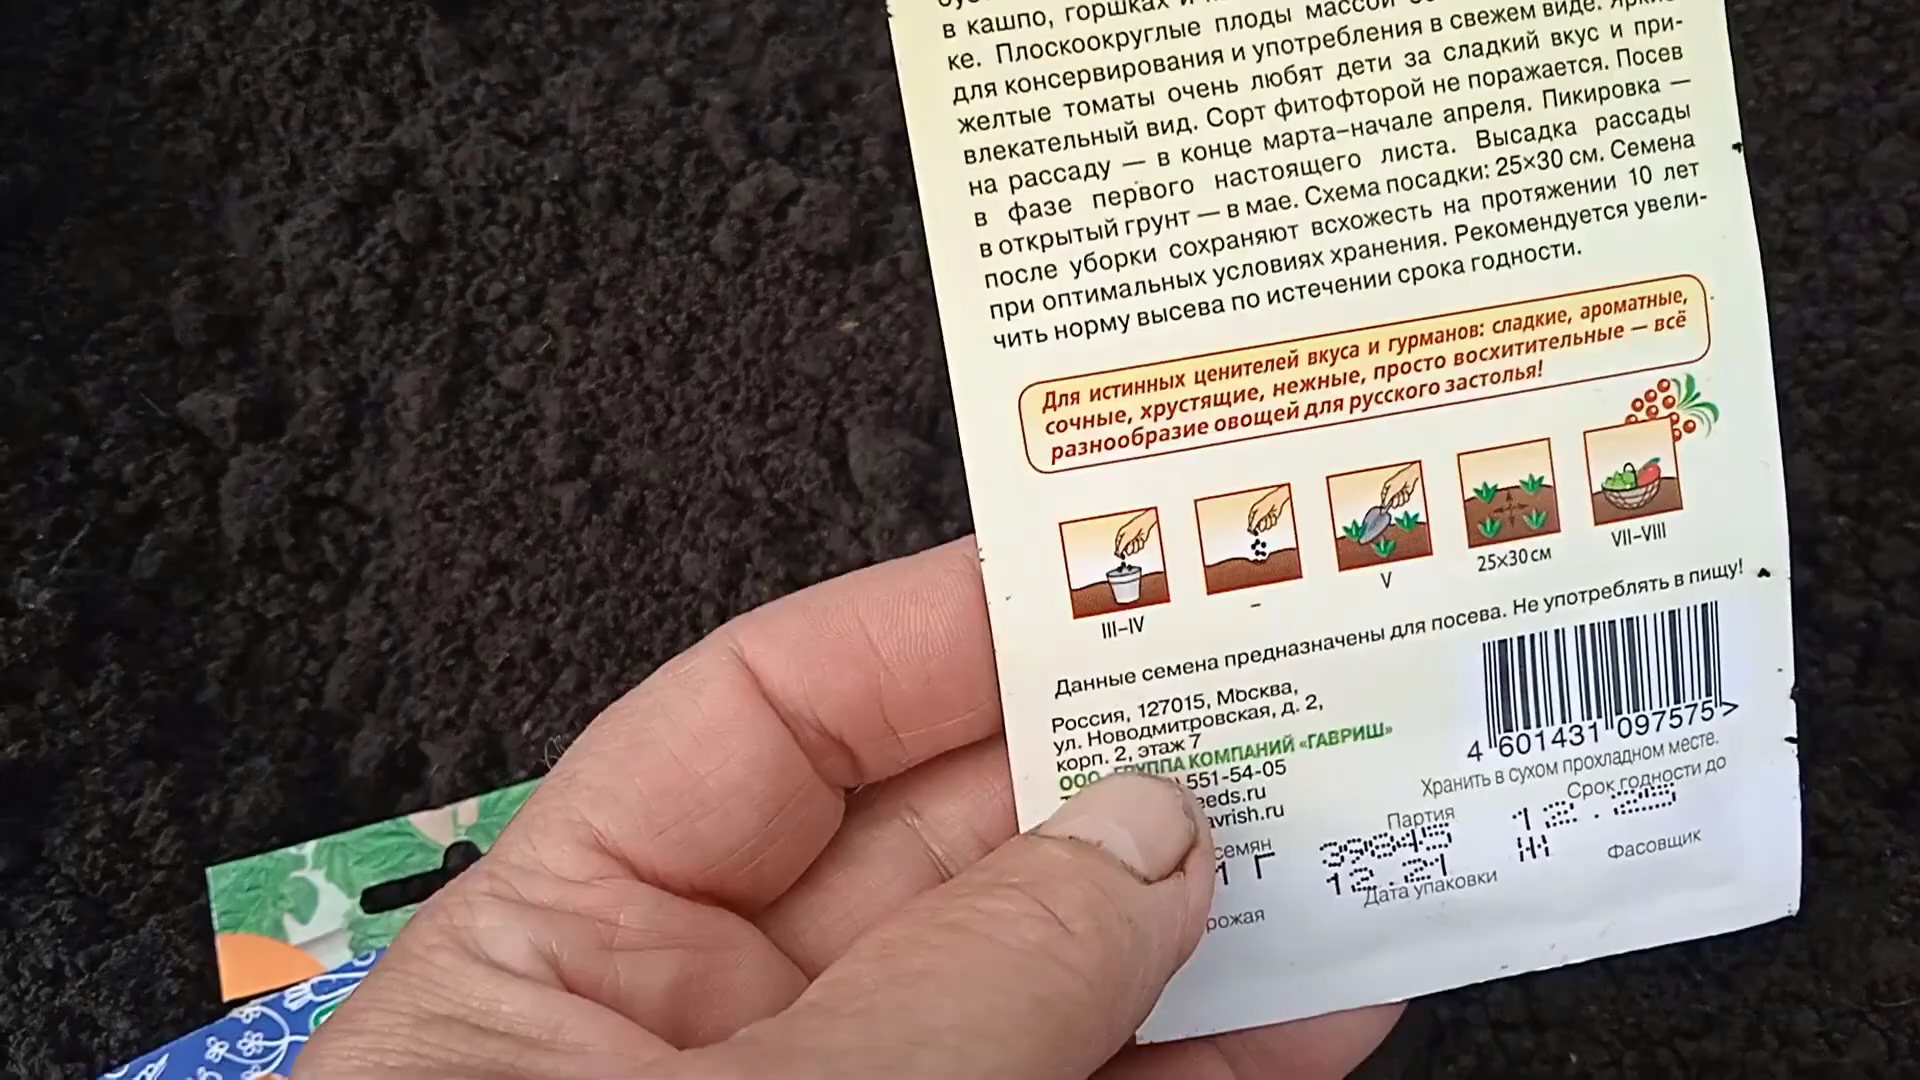 в кашпо, горшках и
ке. Плоскоокруглые плоды массой
для консервирования и употребления в свежем виде. Ярко-
желтые томаты очень любят дети за сладкий вкус и при-
влекательный вид. Сорт фитофторой не поражается. Посев
на рассаду — в конце марта–начале апреля. Пикировка —
в фазе первого настоящего листа. Высадка рассады
в открытый грунт — в мае. Схема посадки: 25×30 см. Семена
после уборки сохраняют всхожесть на протяжении 10 лет
при оптимальных условиях хранения. Рекомендуется увели-
чить норму высева по истечении срока годности.
Для истинных ценителей вкуса и гурманов: сладкие, ароматные,
сочные, хрустящие, нежные, просто восхитительные — всё
разнообразие овощей для русского застолья!
III–IV
–
V
25×30 см
VII–VIII
Данные семена предназначены для посева. Не употреблять в пищу!
Россия, 127015, Москва,
ул. Новодмитровская, д. 2,
корп. 2, этаж 7
ООО «ГРУППА КОМПАНИЙ «ГАВРИШ»
551-54-05
eeds.ru
avrish.ru
4 601431 097575 >
Хранить в сухом прохладном месте.
Срок годности до
12.25
Партия
39845
12.21
Дата упаковки
Фасовщик
семян
1 Г
рожая